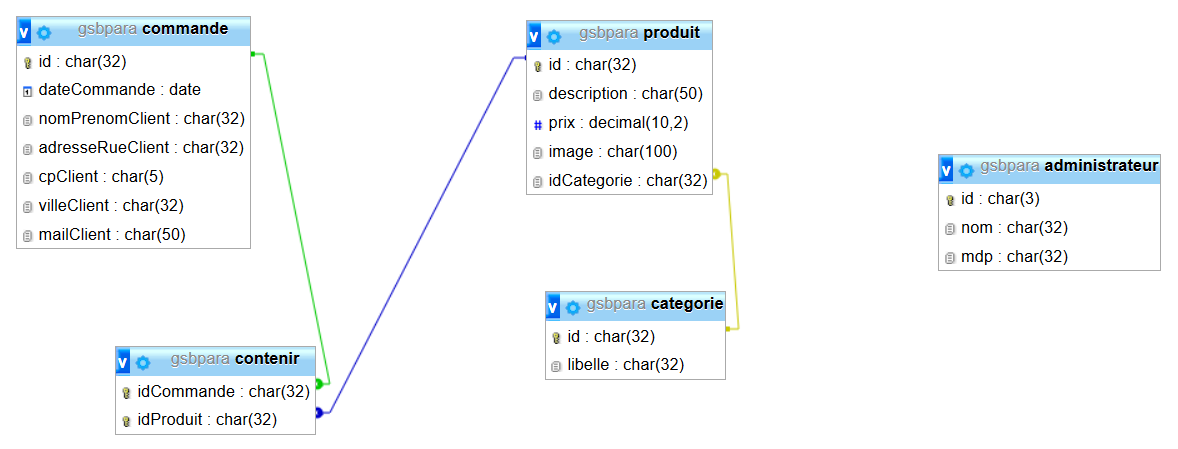 gsbpara commande
id : char(32)
dateCommande : date
nomPrenomClient : char(32)
adresseRueClient : char(32)
cpClient : char(5)
villeClient : char(32)
mailClient : char(50)
gsbpara produit
id : char(32)
description : char(50)
prix : decimal(10,2)
image : char(100)
idCategorie : char(32)
gsbpara administrateur
id : char(3)
nom : char(32)
mdp : char(32)
gsbpara categorie
id : char(32)
libelle : char(32)
gsbpara contenir
idCommande : char(32)
idProduit : char(32)